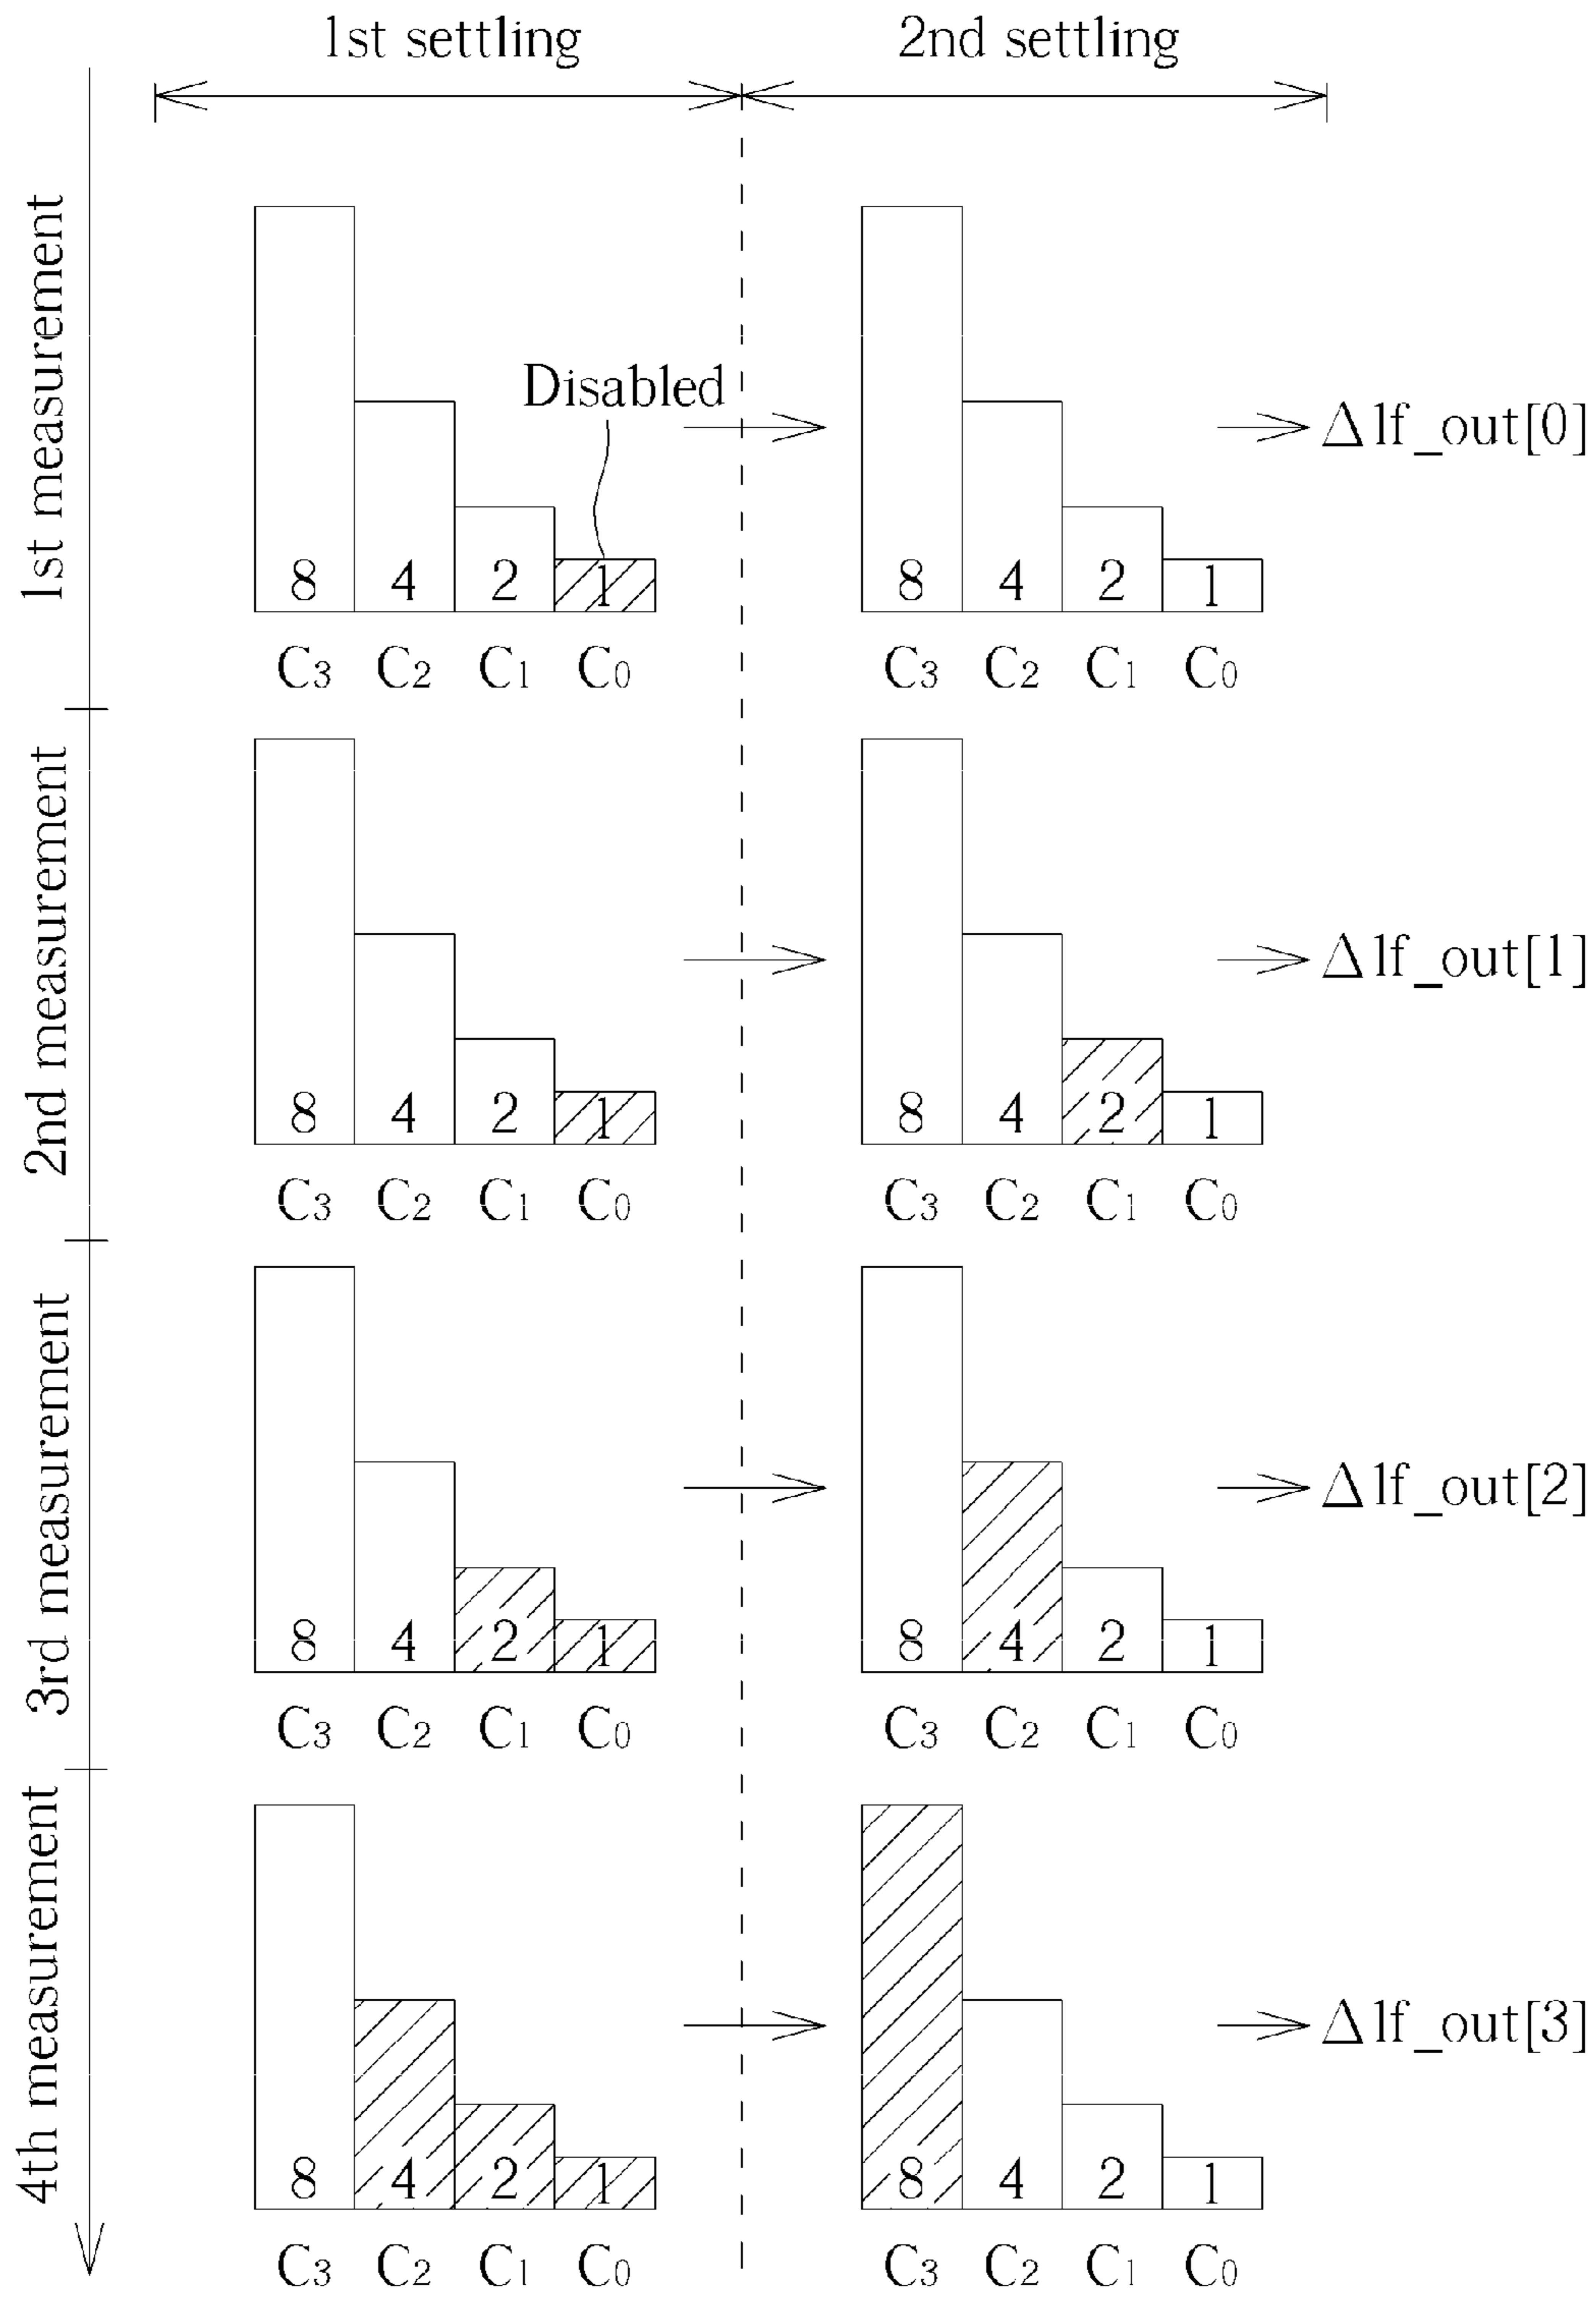 1st settling 2nd settling
1st measurement
Disabled
8 4 2 1 8 4 2 1
C3 C2 C1 C0 C3 C2 C1 C0
Δlf_out[0]
2nd measurement
8 4 2 1 8 4 2 1
C3 C2 C1 C0 C3 C2 C1 C0
Δlf_out[1]
3rd measurement
8 4 2 1 8 4 2 1
C3 C2 C1 C0 C3 C2 C1 C0
Δlf_out[2]
4th measurement
8 4 2 1 8 4 2 1
C3 C2 C1 C0 C3 C2 C1 C0
Δlf_out[3]